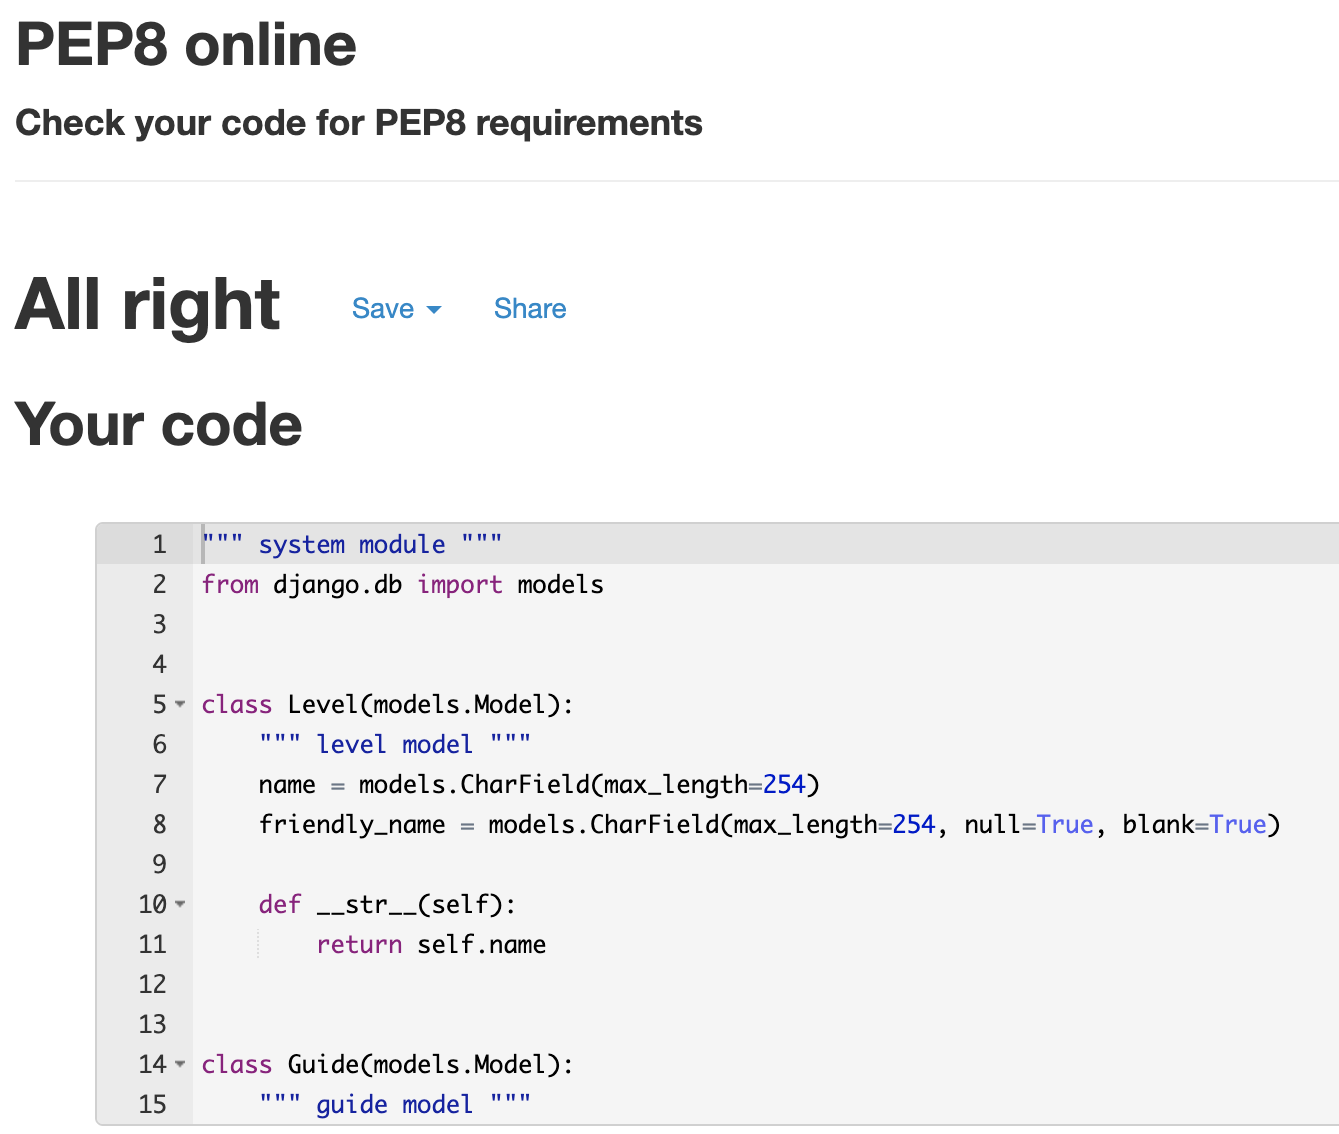 PEP8 online
Check your code for PEP8 requirements
All right Save Share
Your code
1 """ system module """
2 from django.db import models
3
4
5 class Level(models.Model):
6     """ level model """
7     name = models.CharField(max_length=254)
8     friendly_name = models.CharField(max_length=254, null=True, blank=True)
9
10     def __str__(self):
11         return self.name
12
13
14 class Guide(models.Model):
15     """ guide model """